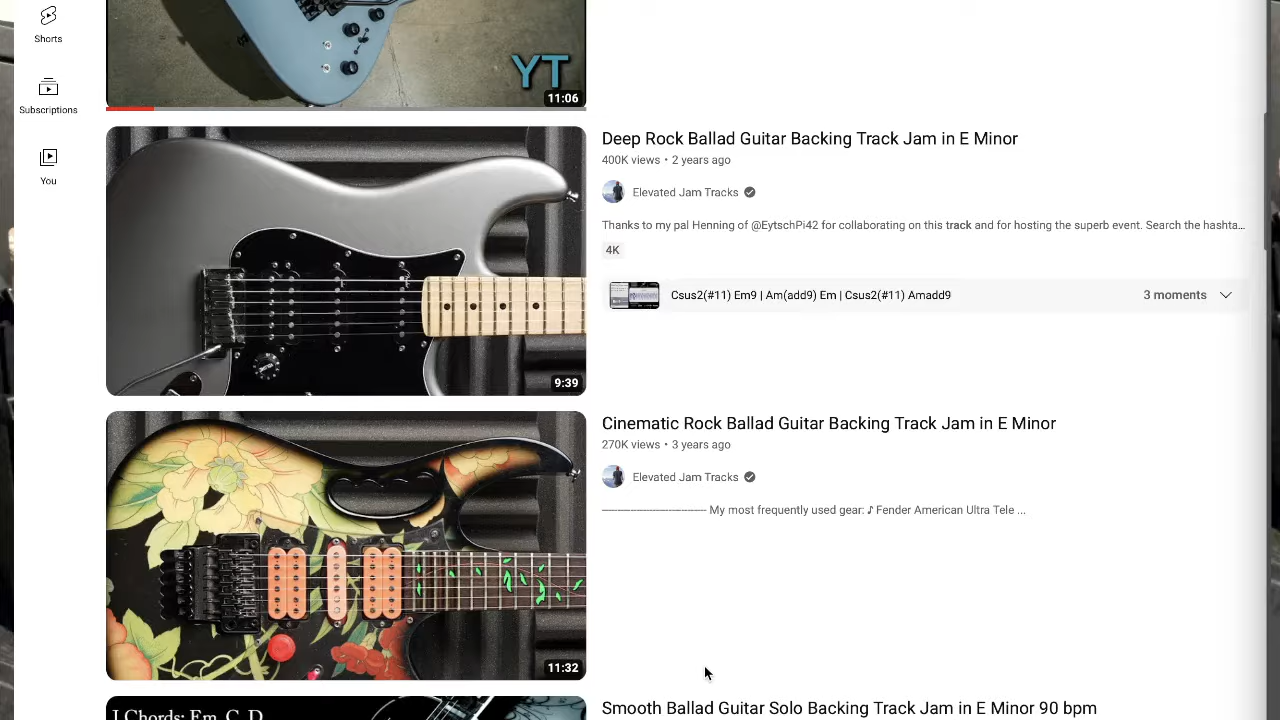 Shorts
Subscriptions
You
YT
11:06
Deep Rock Ballad Guitar Backing Track Jam in E Minor
400K views • 2 years ago
Elevated Jam Tracks
Thanks to my pal Henning of @EytschPi42 for collaborating on this track and for hosting the superb event. Search the hashta...
4K
Csus2(#11) Em9 | Am(add9) Em | Csus2(#11) Amadd9
3 moments
9:39
Cinematic Rock Ballad Guitar Backing Track Jam in E Minor
270K views • 3 years ago
Elevated Jam Tracks
----------------------------------- My most frequently used gear: ♪ Fender American Ultra Tele ...
11:32
Chords: Em, C, D
Smooth Ballad Guitar Solo Backing Track Jam in E Minor 90 bpm